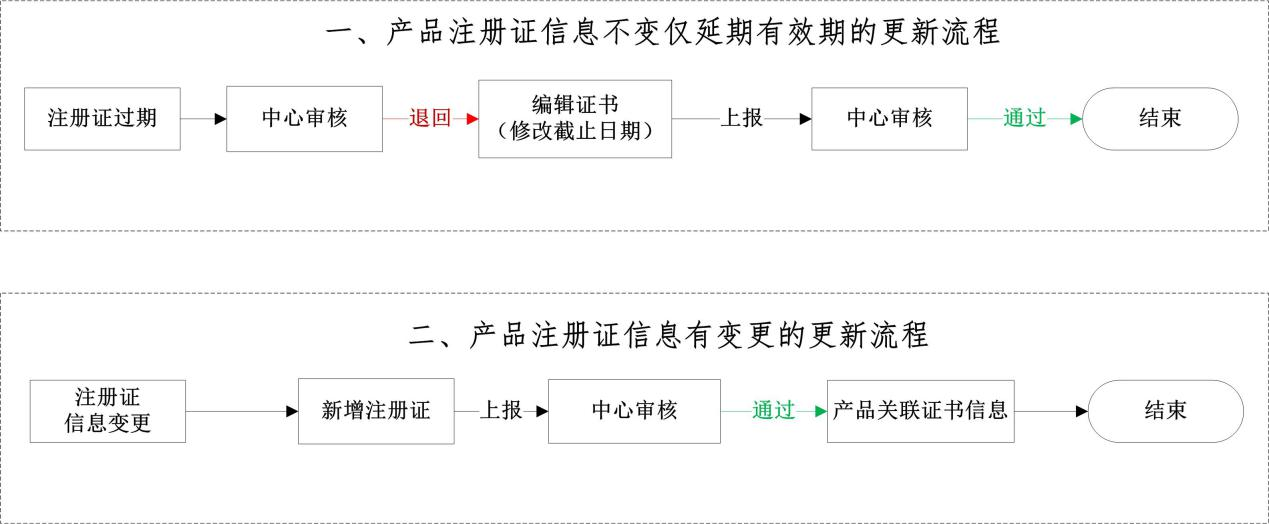 一、产品注册证信息不变仅延期有效期的更新流程
注册证过期
中心审核
退回
编辑证书
（修改截止日期）
上报
中心审核
通过
结束
二、产品注册证信息有变更的更新流程
注册证
信息变更
新增注册证
上报
中心审核
通过
产品关联证书信息
结束